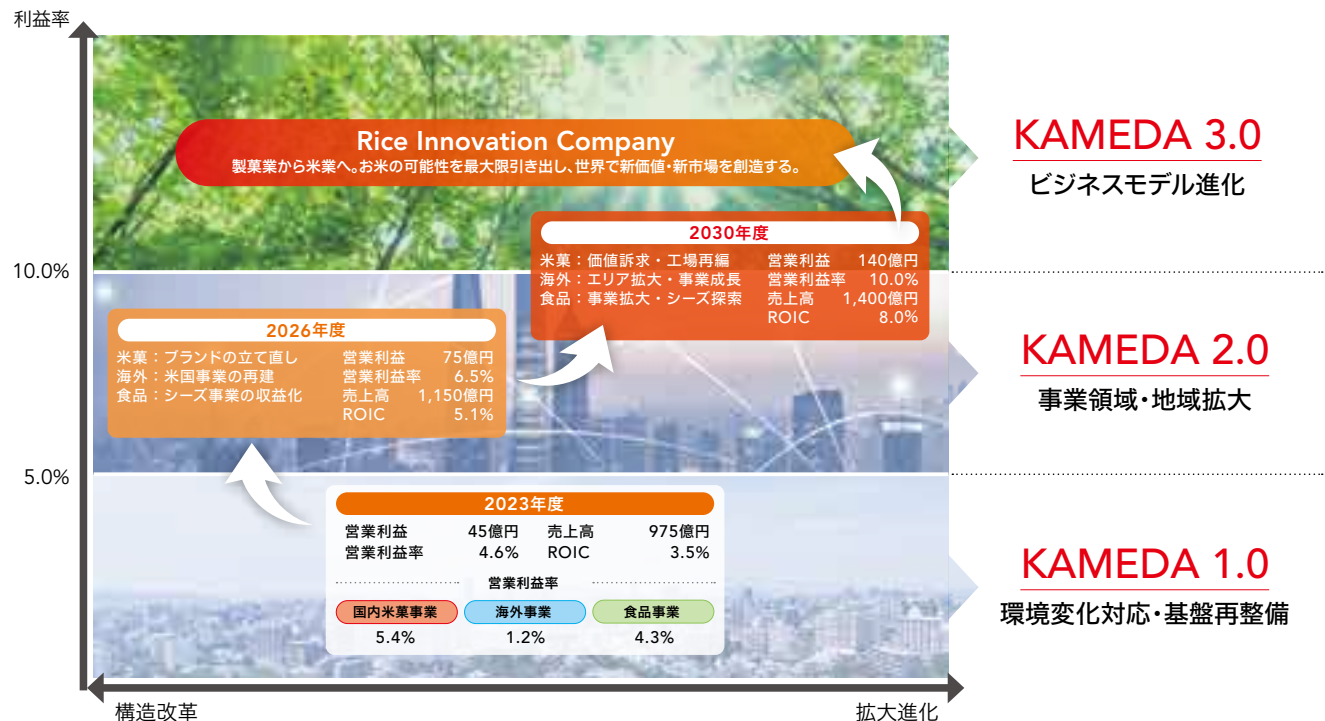 利益率
Rice Innovation Company
製菓業から米業へ。お米の可能性を最大限引き出し、世界で新価値・新市場を創造する。
KAMEDA 3.0
ビジネスモデル進化
2030年度
米菓：価値訴求・工場再編 営業利益 140億円
海外：エリア拡大・事業成長 営業利益率 10.0%
食品：事業拡大・シーズ探索 売上高 1,400億円
ROIC 8.0%
10.0%
2026年度
米菓：ブランドの立て直し 営業利益 75億円
海外：米国事業の再建 営業利益率 6.5%
食品：シーズ事業の収益化 売上高 1,150億円
ROIC 5.1%
KAMEDA 2.0
事業領域・地域拡大
5.0%
2023年度
営業利益 45億円 売上高 975億円
営業利益率 4.6% ROIC 3.5%
営業利益率
国内米菓事業 海外事業 食品事業
5.4% 1.2% 4.3%
KAMEDA 1.0
環境変化対応・基盤再整備
構造改革 拡大進化